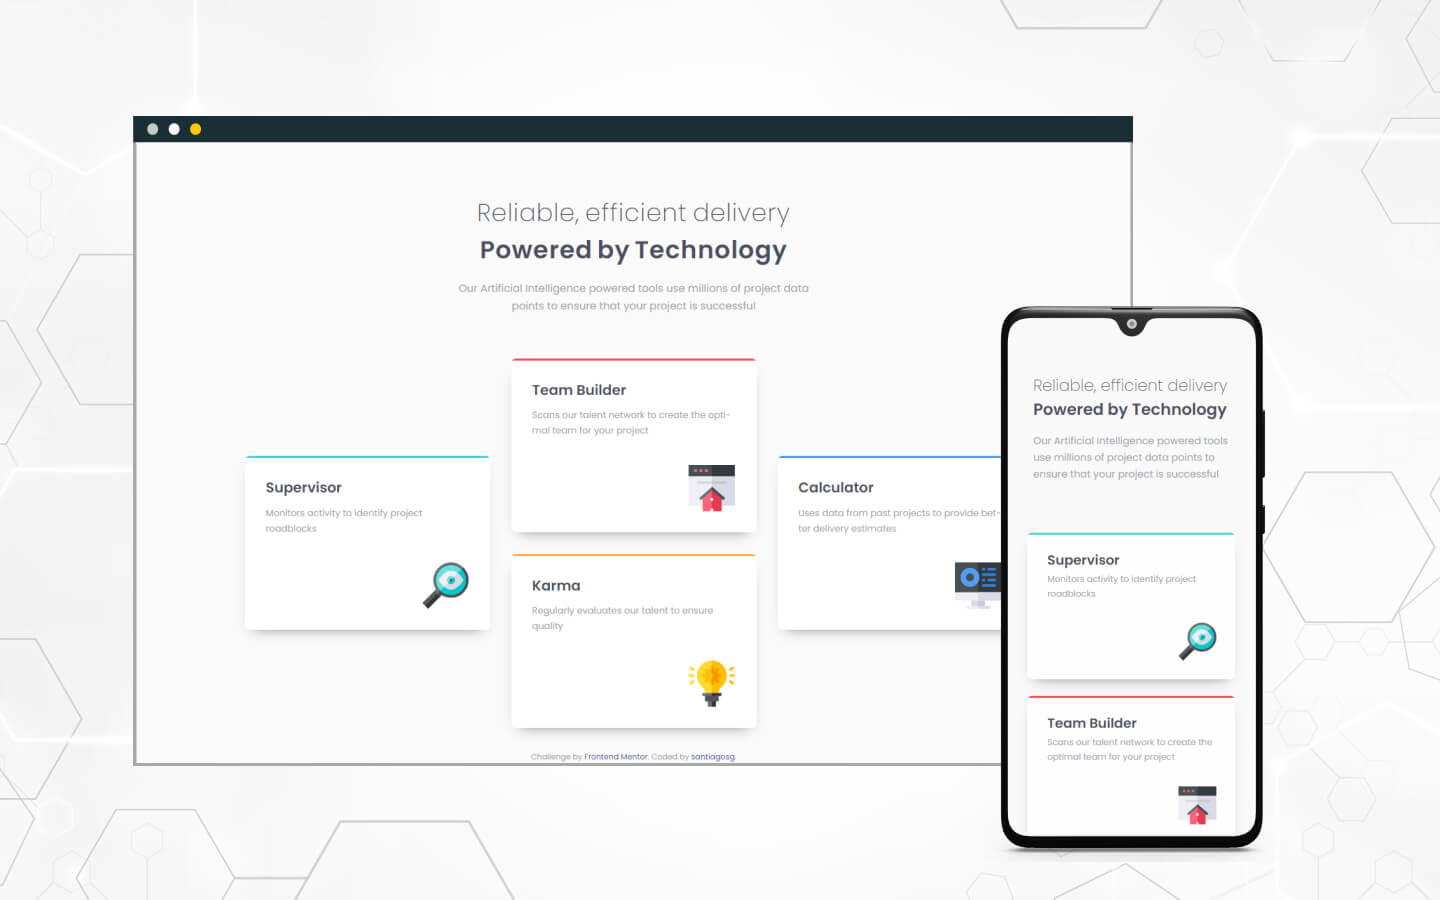 Reliable, efficient delivery
Powered by Technology
Our Artificial Intelligence powered tools use millions of project data
points to ensure that your project is successful
Team Builder
Scans our talent network to create the opti-
mal team for your project
Supervisor
Monitors activity to identify project
roadblocks
Calculator
Uses data from past projects to provide bet-
ter delivery estimates
Karma
Regularly evaluates our talent to ensure
quality
Challenge by Frontend Mentor. Coded by santiagosg.
Reliable, efficient delivery
Powered by Technology
Our Artificial Intelligence powered tools
use millions of project data points to
ensure that your project is successful
Supervisor
Monitors activity to identify project
roadblocks
Team Builder
Scans our talent network to create the
optimal team for your project